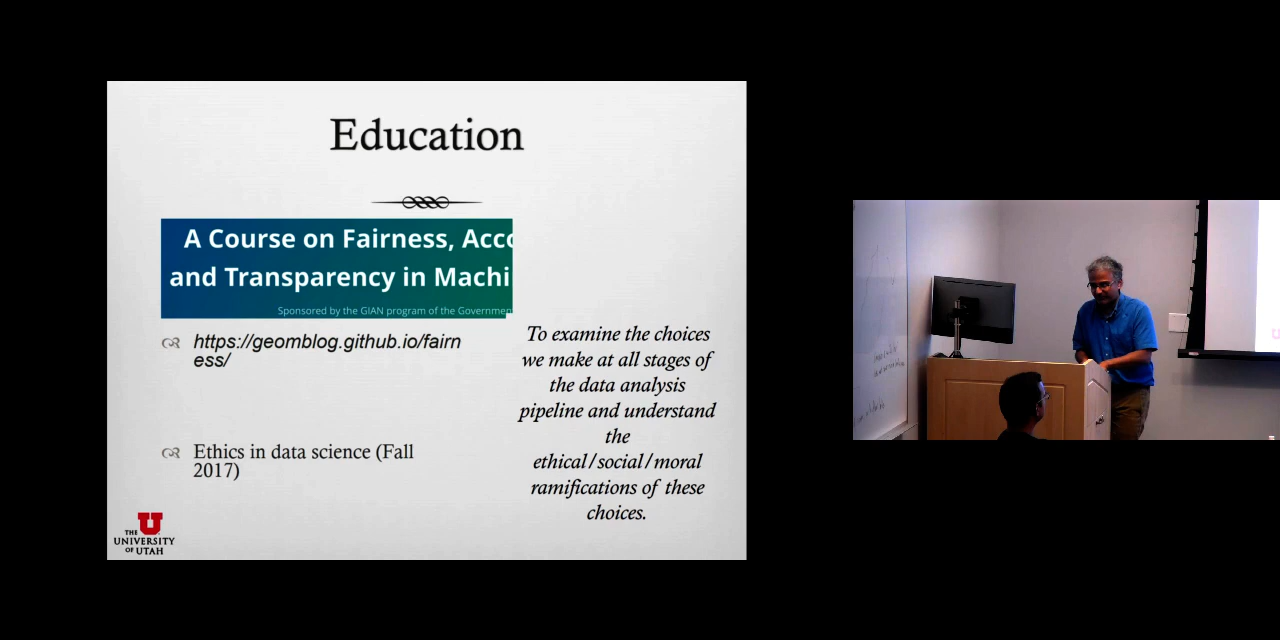 Education
A Course on Fairness, Acco
and Transparency in Machi
Sponsored by the GIAN program of the Governmen
https://geomblog.github.io/fairn
ess/
Ethics in data science (Fall
2017)
To examine the choices
we make at all stages of
the data analysis
pipeline and understand
the
ethical/social/moral
ramifications of these
choices.
THE
UNIVERSITY
OF UTAH